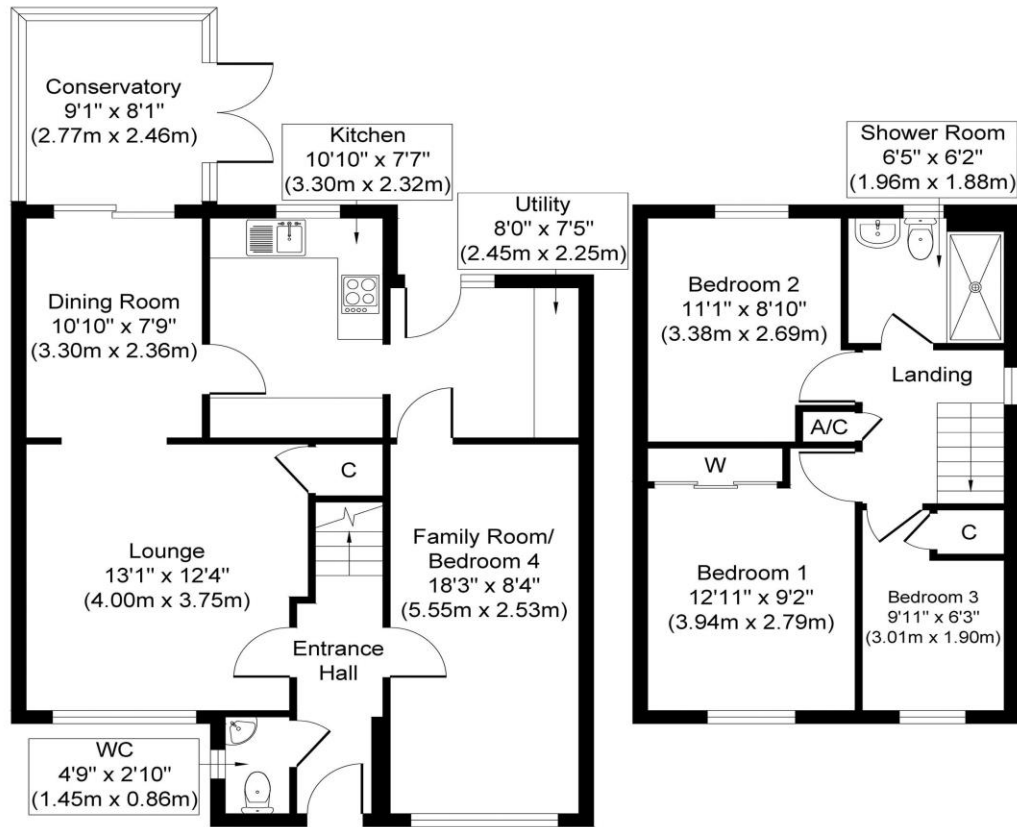 Conservatory
9'1" x 8'1"
(2.77m x 2.46m)
Kitchen
10'10" x 7'7"
(3.30m x 2.32m)
Utility
8'0" x 7'5"
(2.45m x 2.25m)
Dining Room
10'10" x 7'9"
(3.30m x 2.36m)
C
Lounge
13'1" x 12'4"
(4.00m x 3.75m)
Family Room/
Bedroom 4
18'3" x 8'4"
(5.55m x 2.53m)
Entrance
Hall
WC
4'9" x 2'10"
(1.45m x 0.86m)
Shower Room
6'5" x 6'2"
(1.96m x 1.88m)
Bedroom 2
11'1" x 8'10"
(3.38m x 2.69m)
Landing
A/C
W
C
Bedroom 1
12'11" x 9'2"
(3.94m x 2.79m)
Bedroom 3
9'11" x 6'3"
(3.01m x 1.90m)